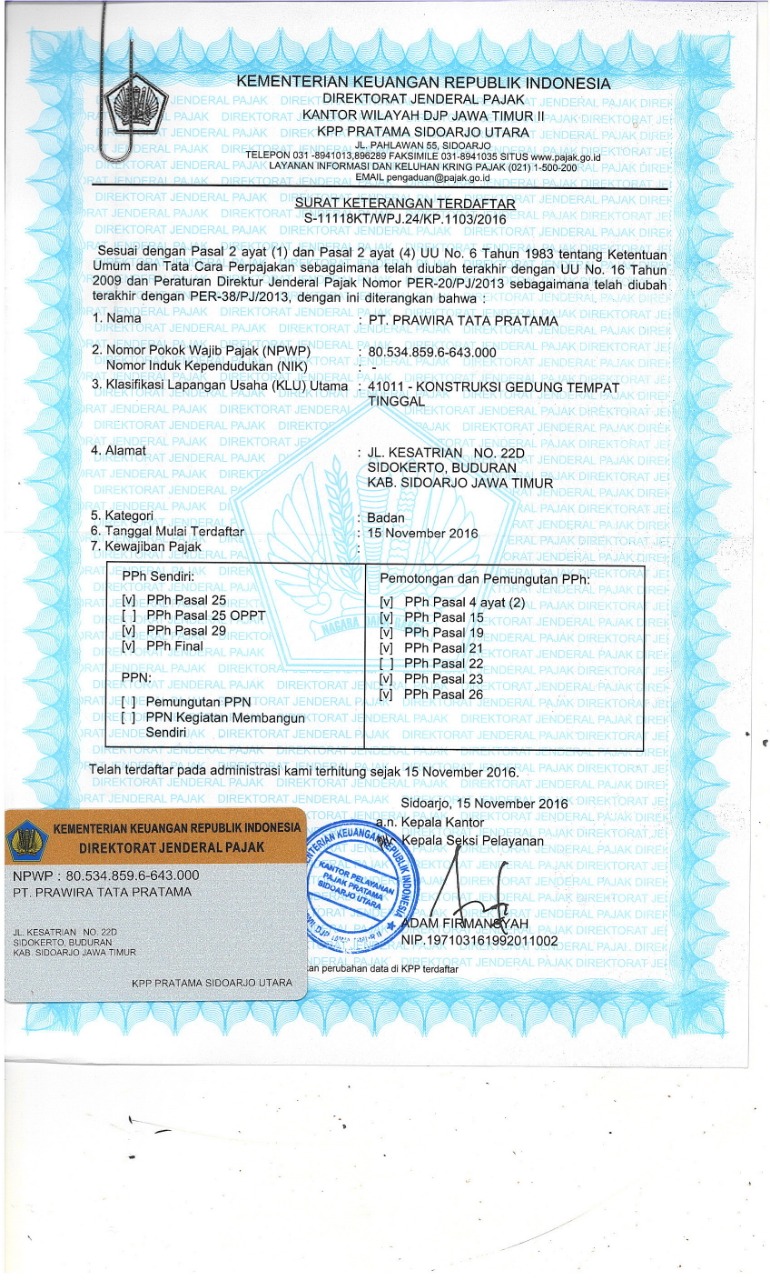 KEMENTERIAN KEUANGAN REPUBLIK INDONESIA
DIREKTORAT JENDERAL PAJAK
KANTOR WILAYAH DJP JAWA TIMUR II
KPP PRATAMA SIDOARJO UTARA
JL. PAHLAWAN 55, SIDOARJO
TELEPON 031 -8941013,896289 FAKSIMILE 031-8941035 SITUS www.pajak.go.id
LAYANAN INFORMASI DAN KELUHAN KRING PAJAK (021) 1-500-200
EMAIL pengaduan@pajak.go.id
SURAT KETERANGAN TERDAFTAR
S-11118KT/WPJ.24/KP.1103/2016
Sesuai dengan Pasal 2 ayat (1) dan Pasal 2 ayat (4) UU No. 6 Tahun 1983 tentang Ketentuan
Umum dan Tata Cara Perpajakan sebagaimana telah diubah terakhir dengan UU No. 16 Tahun
2009 dan Peraturan Direktur Jenderal Pajak Nomor PER-20/PJ/2013 sebagaimana telah diubah
terakhir dengan PER-38/PJ/2013, dengan ini diterangkan bahwa :
1. Nama : PT. PRAWIRA TATA PRATAMA
2. Nomor Pokok Wajib Pajak (NPWP) : 80.534.859.6-643.000
Nomor Induk Kependudukan (NIK) : -
3. Klasifikasi Lapangan Usaha (KLU) Utama : 41011 - KONSTRUKSI GEDUNG TEMPAT
TINGGAL
4. Alamat : JL. KESATRIAN NO. 22D
SIDOKERTO, BUDURAN
KAB. SIDOARJO JAWA TIMUR
5. Kategori : Badan
6. Tanggal Mulai Terdaftar : 15 November 2016
7. Kewajiban Pajak :
PPh Sendiri:
[v] PPh Pasal 25
[ ] PPh Pasal 25 OPPT
[v] PPh Pasal 29
[v] PPh Final
PPN:
[ ] Pemungutan PPN
[ ] PPN Kegiatan Membangun
Sendiri
Pemotongan dan Pemungutan PPh:
[v] PPh Pasal 4 ayat (2)
[v] PPh Pasal 15
[v] PPh Pasal 19
[v] PPh Pasal 21
[ ] PPh Pasal 22
[v] PPh Pasal 23
[v] PPh Pasal 26
Telah terdaftar pada administrasi kami terhitung sejak 15 November 2016.
Sidoarjo, 15 November 2016
a.n. Kepala Kantor
Kepala Seksi Pelayanan
KANTOR PELAYANAN
PAJAK PRATAMA
SIDOARJO UTARA
ADAM FIRMANSYAH
NIP.197103161992011002
kan perubahan data di KPP terdaftar
KEMENTERIAN KEUANGAN REPUBLIK INDONESIA
DIREKTORAT JENDERAL PAJAK
NPWP : 80.534.859.6-643.000
PT. PRAWIRA TATA PRATAMA
JL. KESATRIAN NO. 22D
SIDOKERTO, BUDURAN
KAB. SIDOARJO JAWA TIMUR
KPP PRATAMA SIDOARJO UTARA